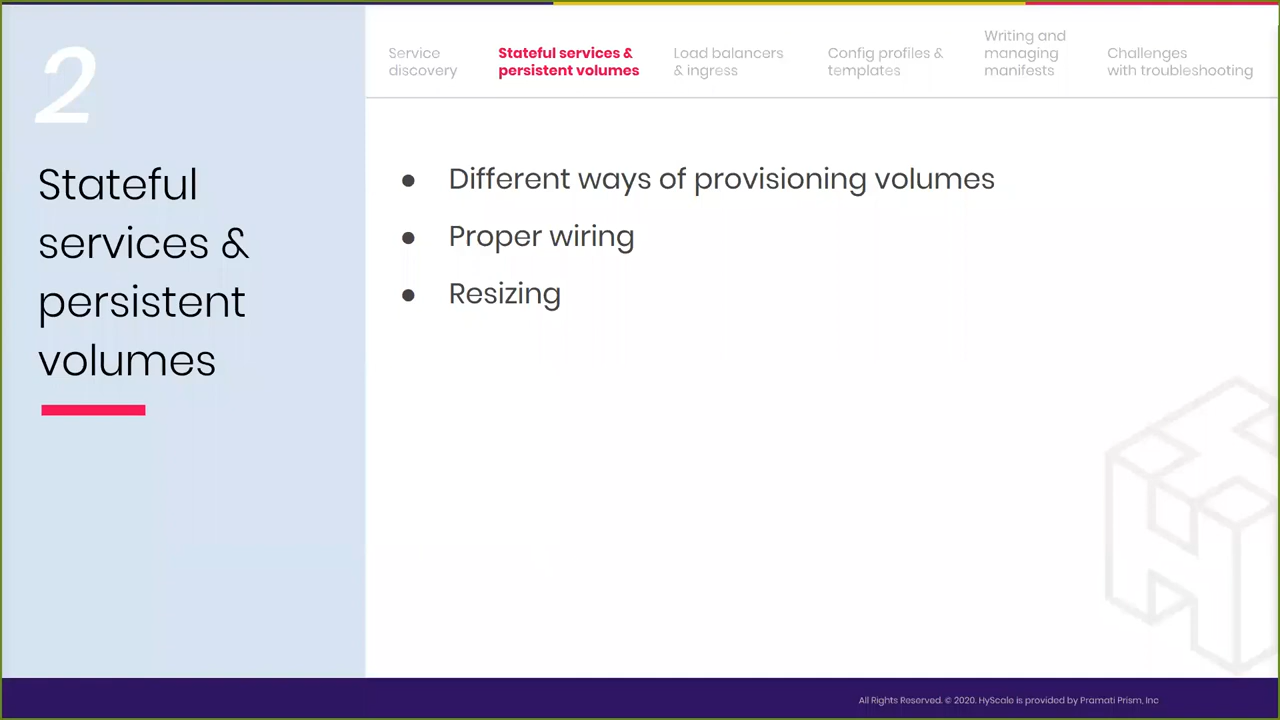 2
Stateful
services &
persistent
volumes
Service
discovery
Stateful services &
persistent volumes
Load balancers
& ingress
Config profiles &
templates
Writing and
managing
manifests
Challenges
with troubleshooting
● Different ways of provisioning volumes
● Proper wiring
● Resizing
All Rights Reserved. © 2020. HyScale is provided by Pramati Prism, Inc